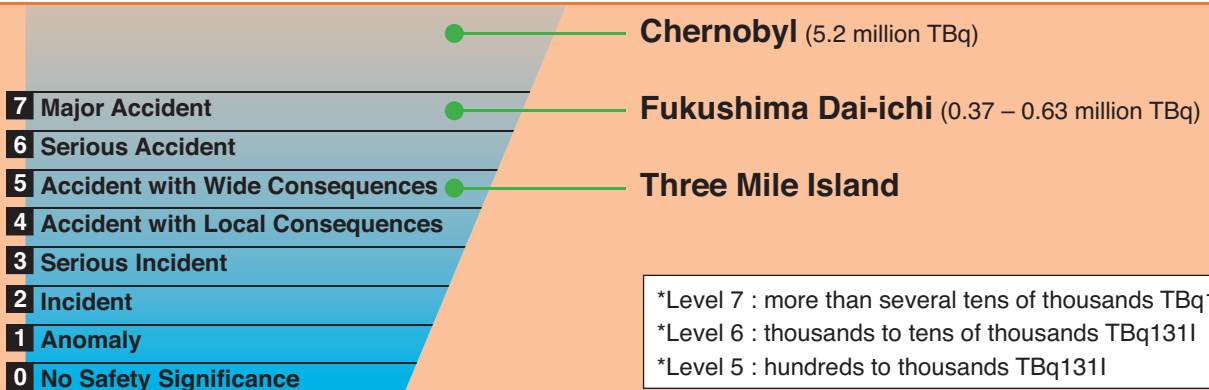 Chernobyl (5.2 million TBq)
7 Major Accident
Fukushima Dai-ichi (0.37 – 0.63 million TBq)
6 Serious Accident
5 Accident with Wide Consequences
Three Mile Island
4 Accident with Local Consequences
3 Serious Incident
2 Incident
1 Anomaly
0 No Safety Significance
*Level 7 : more than several tens of thousands
*Level 6 : thousands to tens of thousands TBq131I
*Level 5 : hundreds to thousands TBq131I